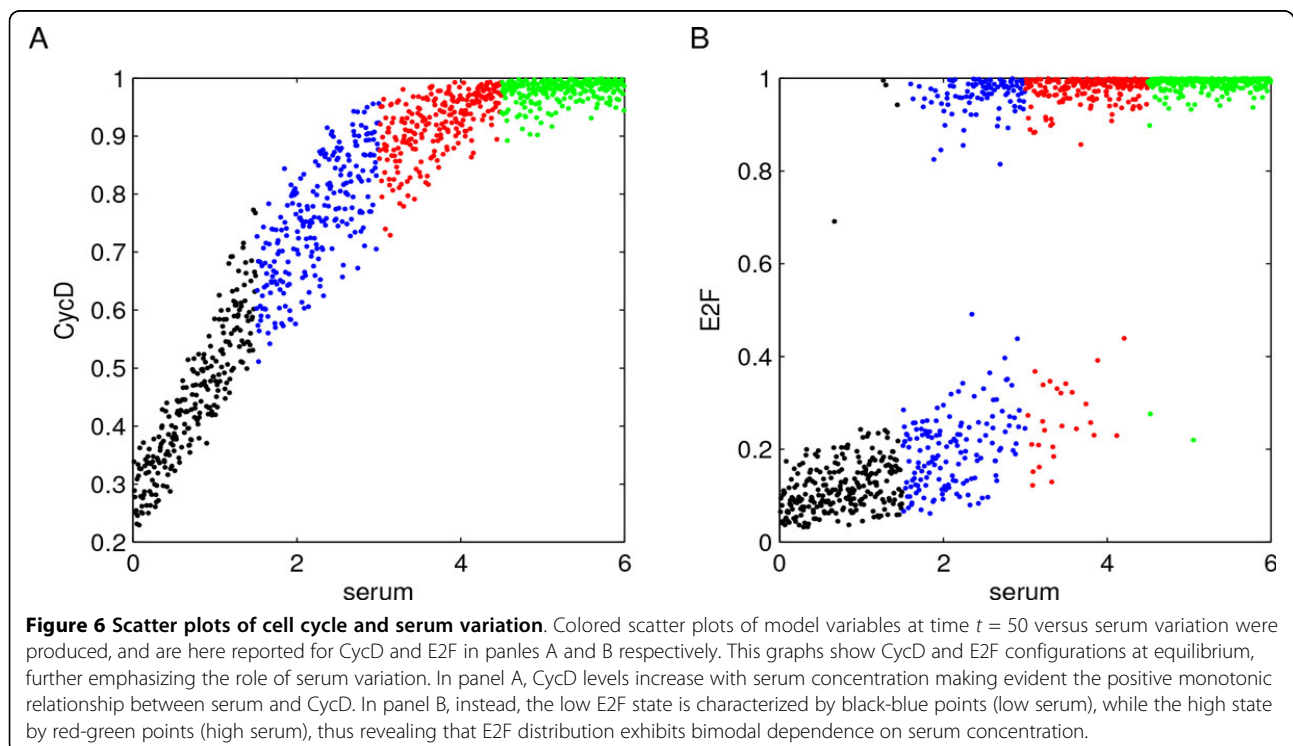 A
B
1
0.9
0.8
0.7
0.6
0.5
0.4
0.3
0.2
CycD
0
2
4
6
serum
1
0.8
0.6
0.4
0.2
0
E2F
0
2
4
6
serum
Figure 6 Scatter plots of cell cycle and serum variation. Colored scatter plots of model variables at time t = 50 versus serum variation were
produced, and are here reported for CycD and E2F in panles A and B respectively. This graphs show CycD and E2F configurations at equilibrium,
further emphasizing the role of serum variation. In panel A, CycD levels increase with serum concentration making evident the positive monotonic
relationship between serum and CycD. In panel B, instead, the low E2F state is characterized by black-blue points (low serum), while the high state
by red-green points (high serum), thus revealing that E2F distribution exhibits bimodal dependence on serum concentration.